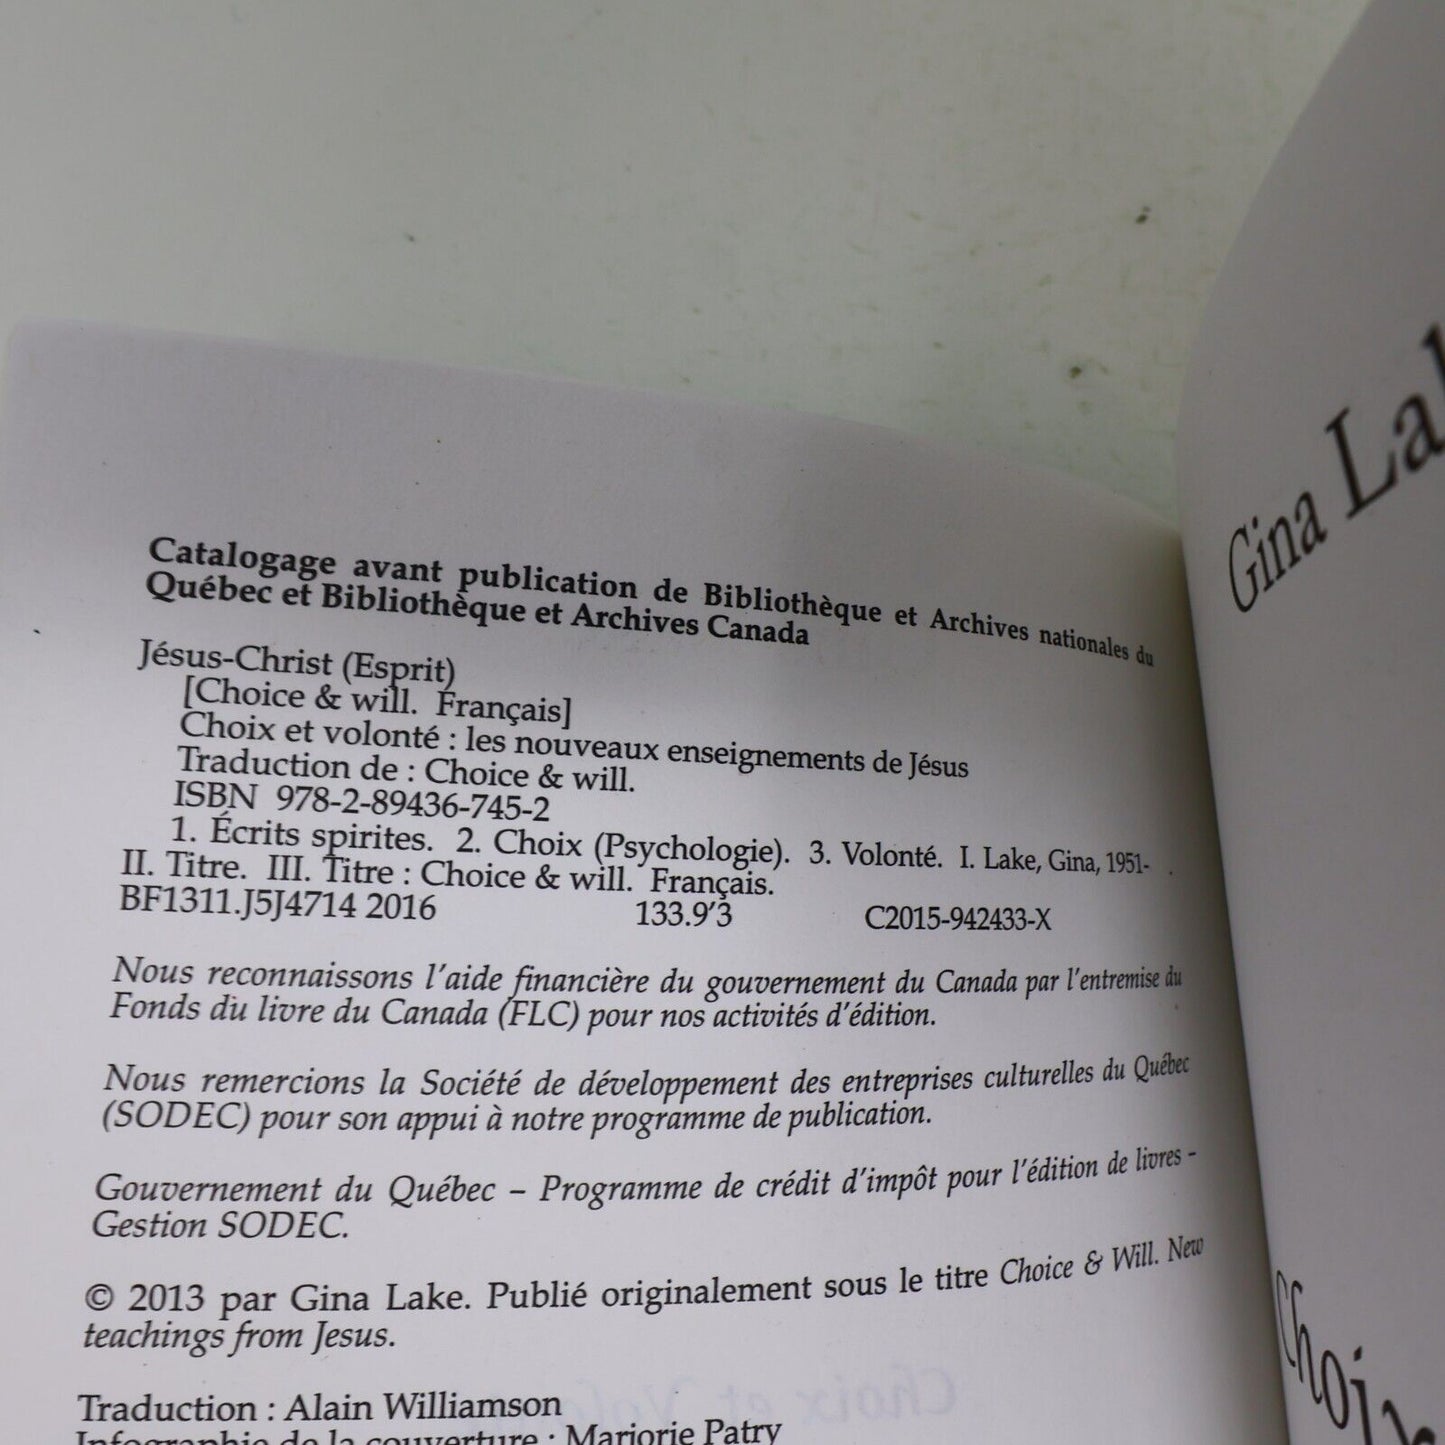 Catalogage avant publication de Bibliothèque et Archives nationales du
Québec et Bibliothèque et Archives Canada
Jésus-Christ (Esprit)
[Choice & will. Français]
Choix et volonté : les nouveaux enseignements de Jésus
Traduction de : Choice & will.
ISBN 978-2-89436-745-2
1. Écrits spirites. 2. Choix (Psychologie). 3. Volonté. I. Lake, Gina, 1951- .
II. Titre. III. Titre : Choice & will. Français.
BF1311.J5J4714 2016 133.9’3 C2015-942433-X
Nous reconnaissons l’aide financière du gouvernement du Canada par l’entremise du
Fonds du livre du Canada (FLC) pour nos activités d’édition.
Nous remercions la Société de développement des entreprises culturelles du Québec
(SODEC) pour son appui à notre programme de publication.
Gouvernement du Québec – Programme de crédit d’impôt pour l’édition de livres -
Gestion SODEC.
© 2013 par Gina Lake. Publié originalement sous le titre Choice & Will. New
teachings from Jesus.
Traduction : Alain Williamson
Infographie de la couverture : Marjorie Patry
Gina